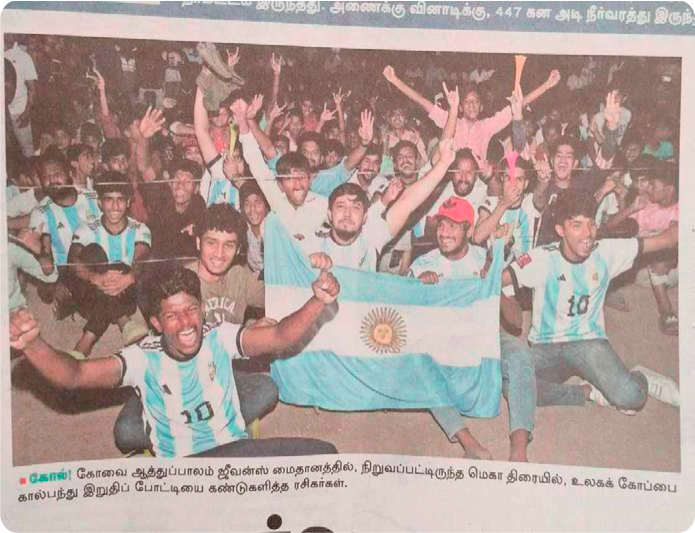 இருந்தது. அணைக்கு வினாடிக்கு, 447 கன அடி நீர்வரத்து
AMERICA
10
10
கோல்! கோவை ஆத்துப்பாலம் ஜீவன்ஸ் மைதானத்தில், நிறுவப்பட்டிருந்த மெகா திரையில், உலகக் கோப்பை
கால்பந்து இறுதிப் போட்டியை கண்டுகளித்த ரசிகர்கள்.